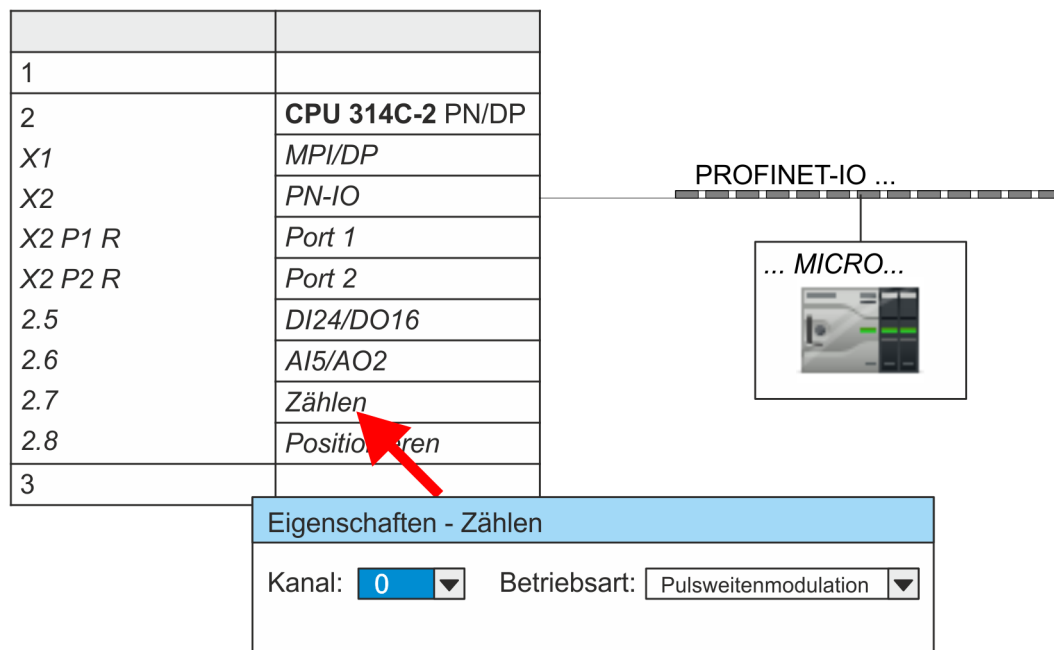 1
2 CPU 314C-2 PN/DP
X1 MPI/DP
X2 PN-IO
X2 P1 R Port 1
X2 P2 R Port 2
2.5 DI24/DO16
2.6 AI5/AO2
2.7 Zählen
2.8 Positionieren
3
PROFINET-IO ...
... MICRO...
Eigenschaften - Zählen
Kanal: 0 Betriebsart: Pulsweitenmodulation